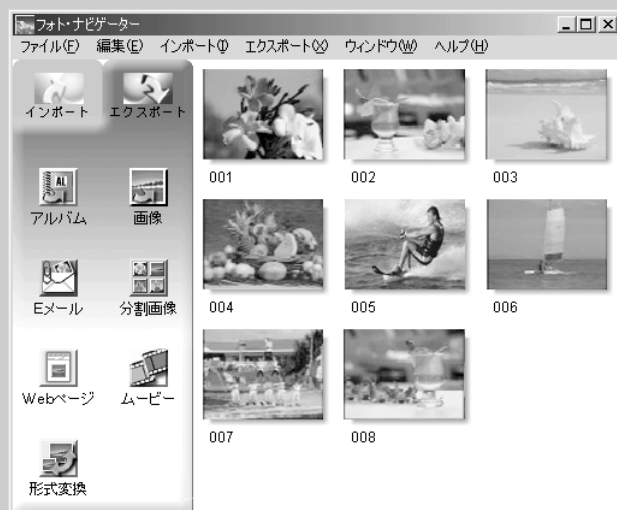 フォト・ナビゲーター
ファイル(F) 編集(E) インポート(I) エクスポート(X) ウィンドウ(W) ヘルプ(H)
インポート エクスポート
アルバム 画像
Eメール 分割画像
Webページ ムービー
形式変換
001 002 003
004 005 006
007 008